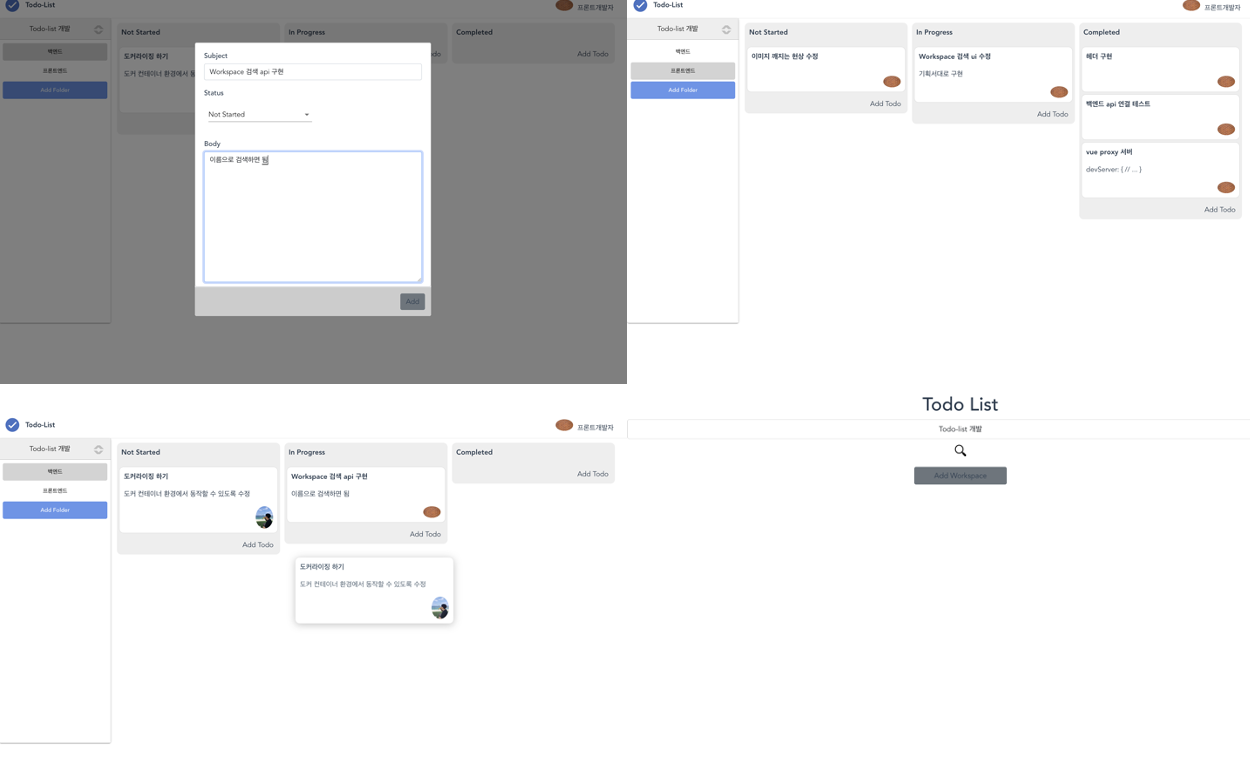 Todo-List
프론트개발자
Todo-list 개발
백엔드
프론트엔드
Add Folder
Not Started
도커라이징 하기
도커 컨테이너 환경에서 동
In Progress
Completed
Add Todo
Subject
Workspace 검색 api 구현
Status
Not Started
Body
이름으로 검색하면 됨
Add
Todo-List
프론트개발자
Todo-list 개발
백엔드
프론트엔드
Add Folder
Not Started
이미지 깨지는 현상 수정
Add Todo
In Progress
Workspace 검색 ui 수정
기획서대로 구현
Add Todo
Completed
헤더 구현
백엔드 api 연결 테스트
vue proxy 서버
devServer: { // ... }
Add Todo
Todo-List
프론트개발자
Todo-list 개발
백엔드
프론트엔드
Add Folder
Not Started
도커라이징 하기
도커 컨테이너 환경에서 동작할 수 있도록 수정
Add Todo
In Progress
Workspace 검색 api 구현
이름으로 검색하면 됨
Add Todo
도커라이징 하기
도커 컨테이너 환경에서 동작할 수 있도록 수정
Completed
Add Todo
Todo List
Todo-list 개발
Add Workspace